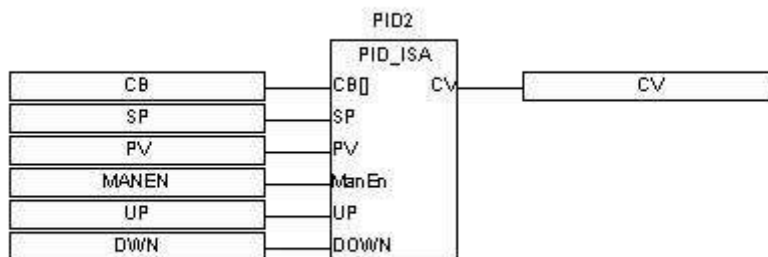 PID2
PID_ISA
CB CB[] CV CV
SP SP
PV PV
MANEN ManEn
UP UP
DWN DOWN